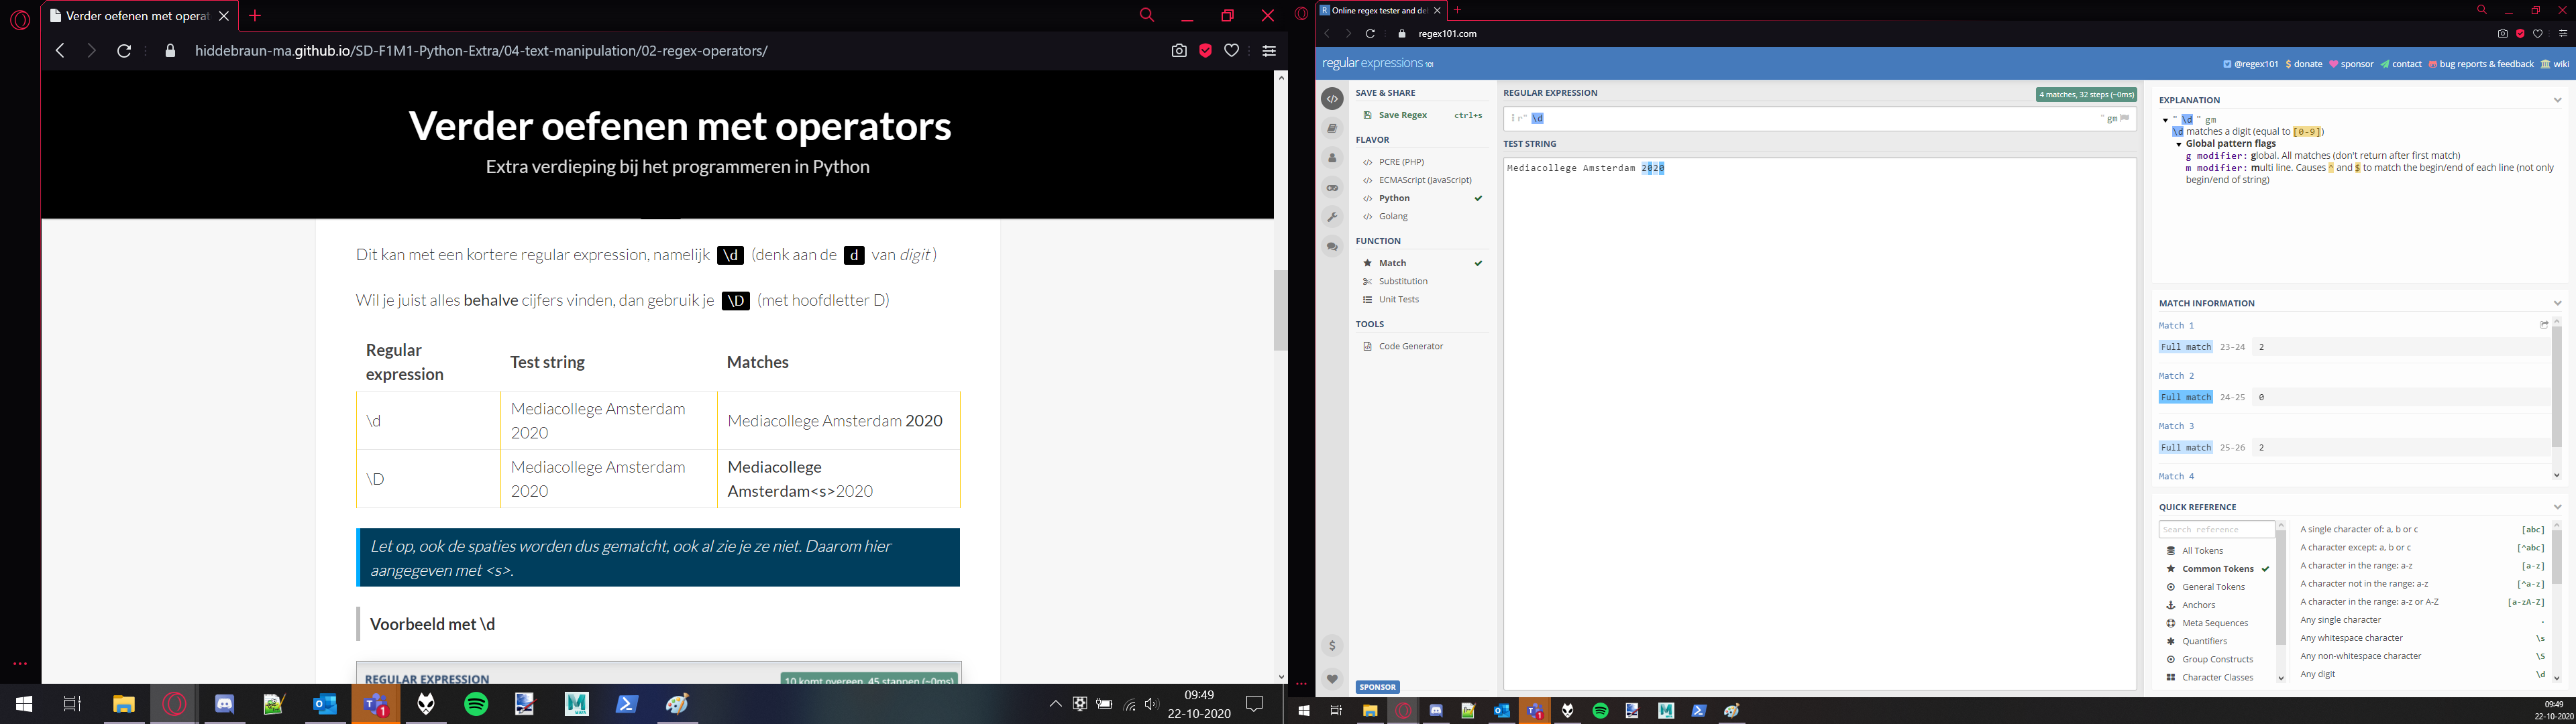 Verder oefenen met operat
hiddebraun-ma.github.io/SD-F1M1-Python-Extra/04-text-manipulation/02-regex-operators/
Verder oefenen met operators
Extra verdieping bij het programmeren in Python
Dit kan met een kortere regular expression, namelijk \d (denk aan de d van digit)
Wil je juist alles behalve cijfers vinden, dan gebruik je \D (met hoofdletter D)
Regular
expression
Test string
Matches
\d
Mediacollege Amsterdam
2020
Mediacollege Amsterdam 2020
\D
Mediacollege Amsterdam
2020
Mediacollege
Amsterdam<s>2020
Let op, ook de spaties worden dus gematcht, ook al zie je ze niet. Daarom hier
aangegeven met <s>.
Voorbeeld met \d
REGULAR EXPRESSION
10 komt overeen, 45 stappen (~0ms)
09:49
22-10-2020
Online regex tester and de
regex101.com
regular expressions 101
@regex101 $ donate sponsor contact bug reports & feedback wiki
SAVE & SHARE
Save Regex ctrl+s
FLAVOR
</> PCRE (PHP)
</> ECMAScript (JavaScript)
</> Python
</> Golang
FUNCTION
Match
Substitution
Unit Tests
TOOLS
Code Generator
SPONSOR
REGULAR EXPRESSION
4 matches, 32 steps (~0ms)
r" \d " gm
TEST STRING
Mediacollege Amsterdam 2020
EXPLANATION
" \d " gm
\d matches a digit (equal to [0-9])
Global pattern flags
g modifier: global. All matches (don't return after first match)
m modifier: multi line. Causes ^ and $ to match the begin/end of each line (not only
begin/end of string)
MATCH INFORMATION
Match 1
Full match 23-24 2
Match 2
Full match 24-25 0
Match 3
Full match 25-26 2
Match 4
QUICK REFERENCE
Search reference
All Tokens
Common Tokens
General Tokens
Anchors
Meta Sequences
Quantifiers
Group Constructs
Character Classes
A single character of: a, b or c [abc]
A character except: a, b or c [^abc]
A character in the range: a-z [a-z]
A character not in the range: a-z [^a-z]
A character in the range: a-z or A-Z [a-zA-Z]
Any single character .
Any whitespace character \s
Any non-whitespace character \S
Any digit \d
09:49
22-10-2020